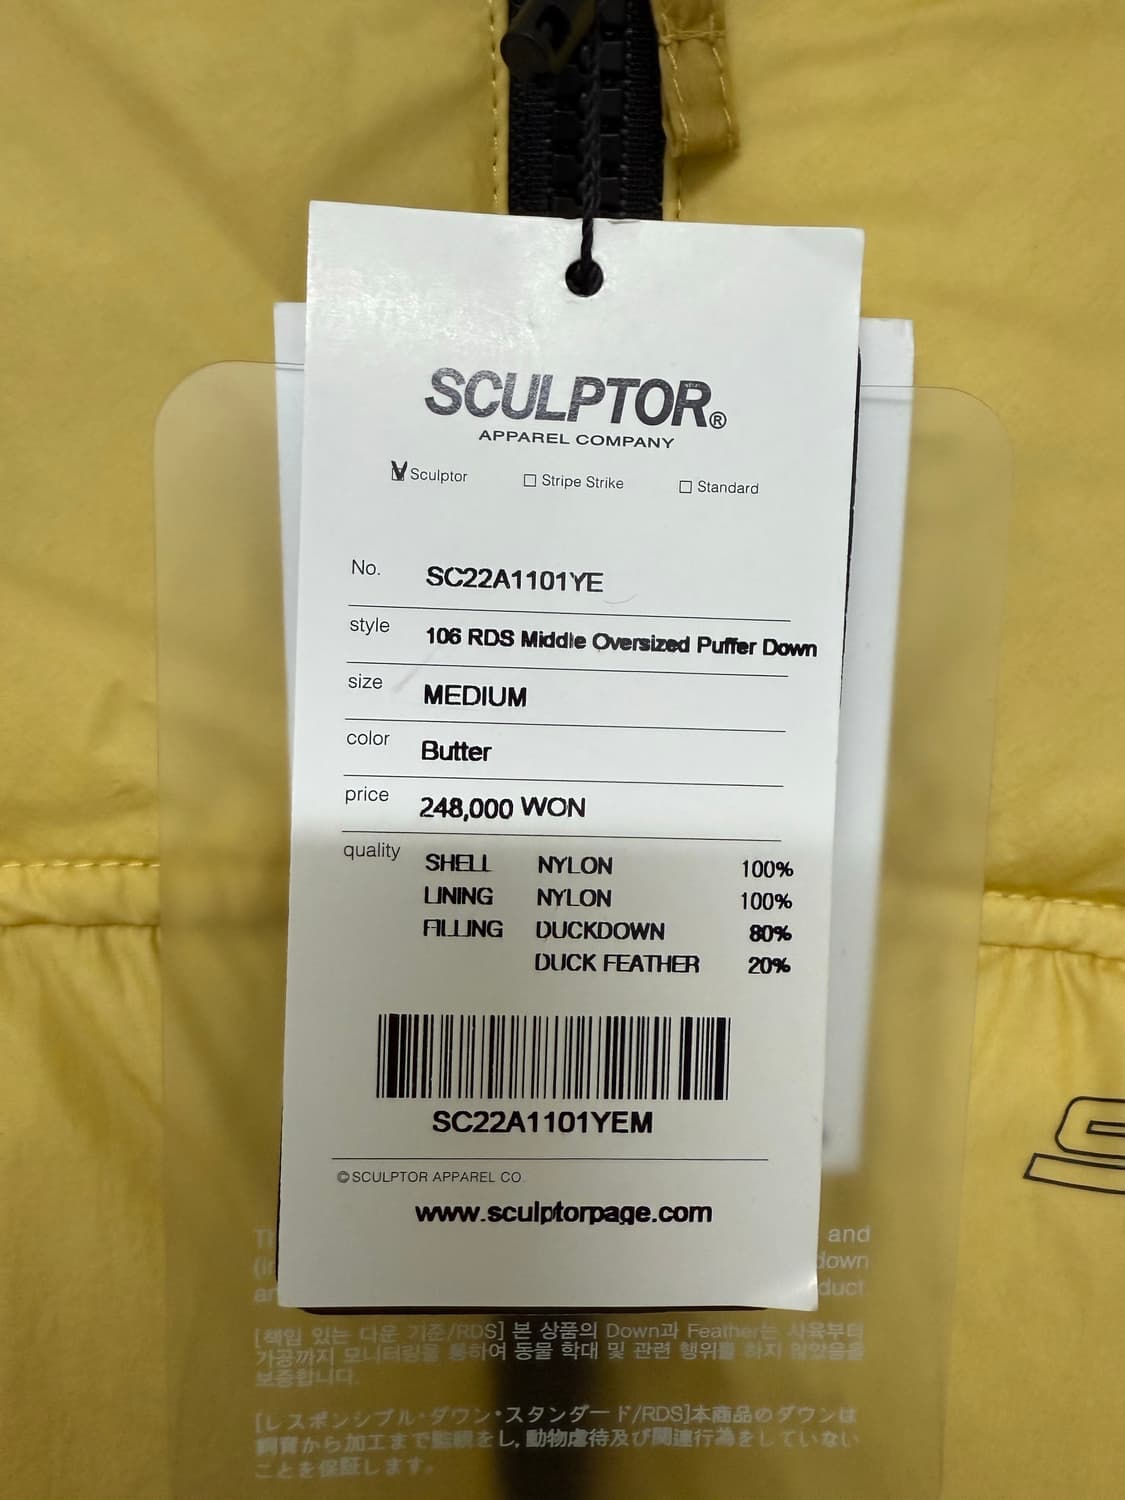 SCULPTOR®
APPAREL COMPANY
Sculptor Stripe Strike Standard
No. SC22A1101YE
style 106 RDS Middle Oversized Puffer Down
size MEDIUM
color Butter
price 248,000 WON
quality SHELL NYLON 100%
LINING NYLON 100%
FILLING DUCKDOWN 80%
DUCK FEATHER 20%
SC22A1101YEM
© SCULPTOR APPAREL CO.
www.sculptorpage.com
and
down
duct.
[책임 있는 다운 기준/RDS] 본 상품의 Down과 Feather는 사육부터
가공까지 모니터링을 통하여 동물 학대 및 관련 행위를 하지 않았음을
보증합니다.
[レスポンシブル・ダウン・スタンダード/RDS]本商品のダウンは
飼育から加工まで監視をし,動物虐待及び関連行為をしていない
ことを保証します。